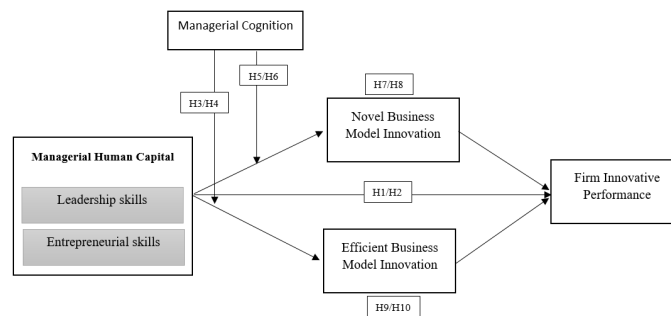 Managerial Cognition
H5/H6
H3/H4
H7/H8
Novel Business
Model Innovation
Managerial Human Capital
Leadership skills
Entrepreneurial skills
H1/H2
Firm Innovative
Performance
Efficient Business
Model Innovation
H9/H10